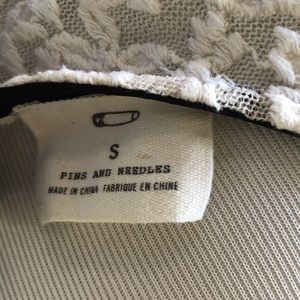 S
PINS AND NEEDLES
MADE IN CHINA FABRIQUE EN CHINE